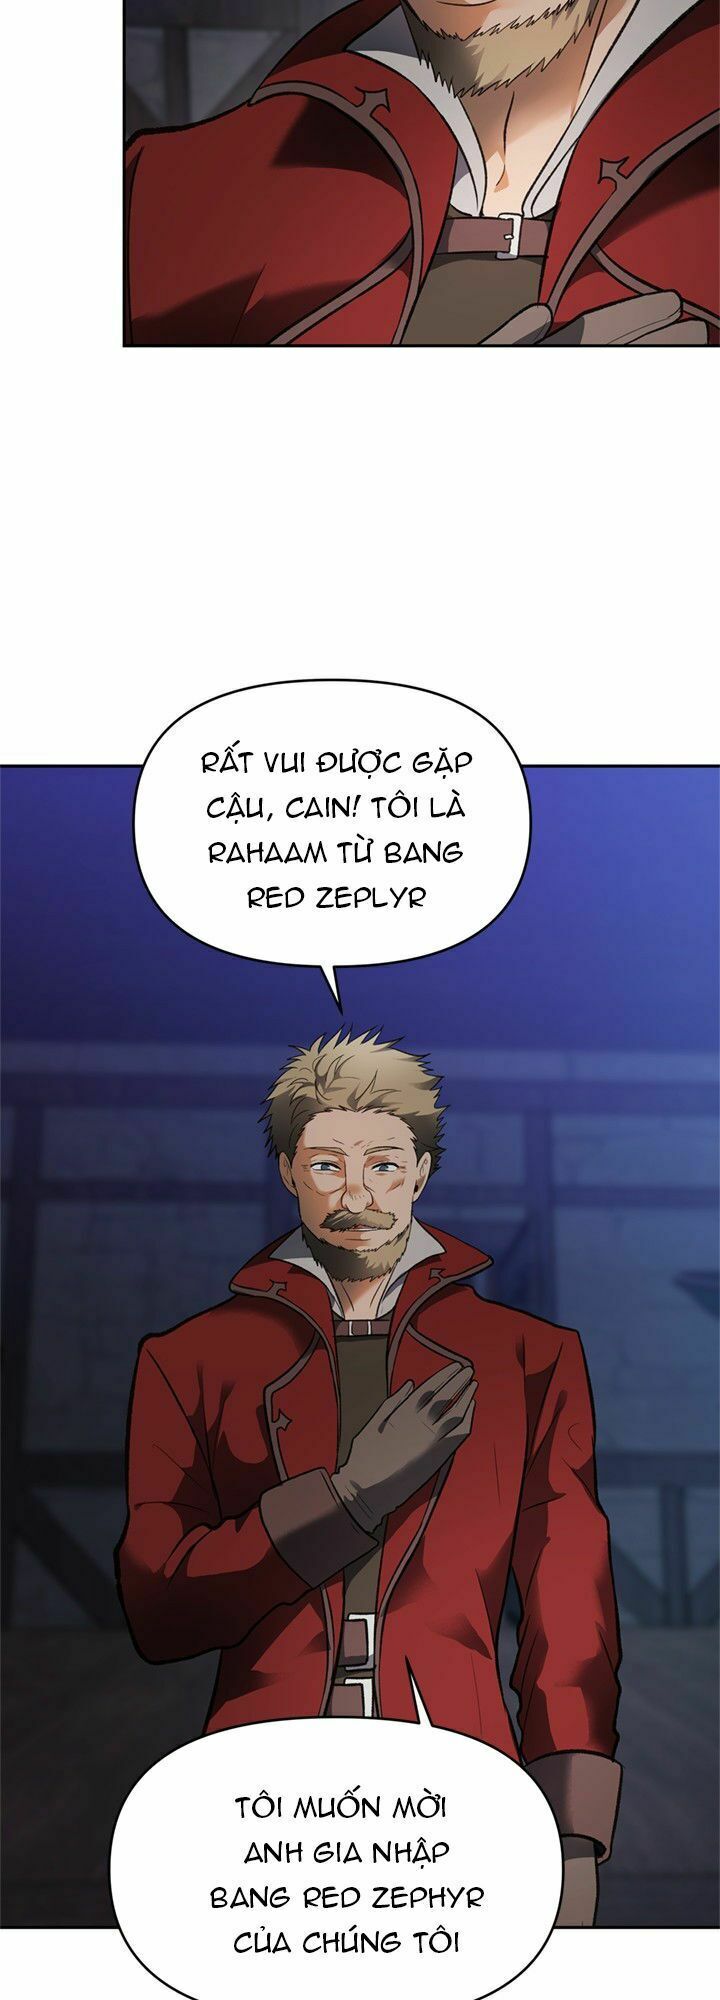 RẤT VUI ĐƯỢC GẶP
CẬU, CAIN! TÔI LÀ
RAHAAM TỪ BANG
RED ZEPLYR
TÔI MUỐN MỜI
ANH GIA NHẬP
BANG RED ZEPHYR
CỦA CHÚNG TÔI